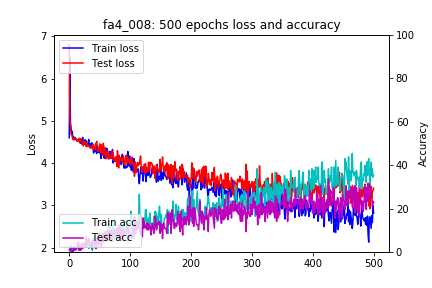 fa4_008: 500 epochs loss and accuracy
Train loss
Test loss
Train acc
Test acc
Loss
Accuracy
7
6
5
4
3
2
100
80
60
40
20
0
0
100
200
300
400
500